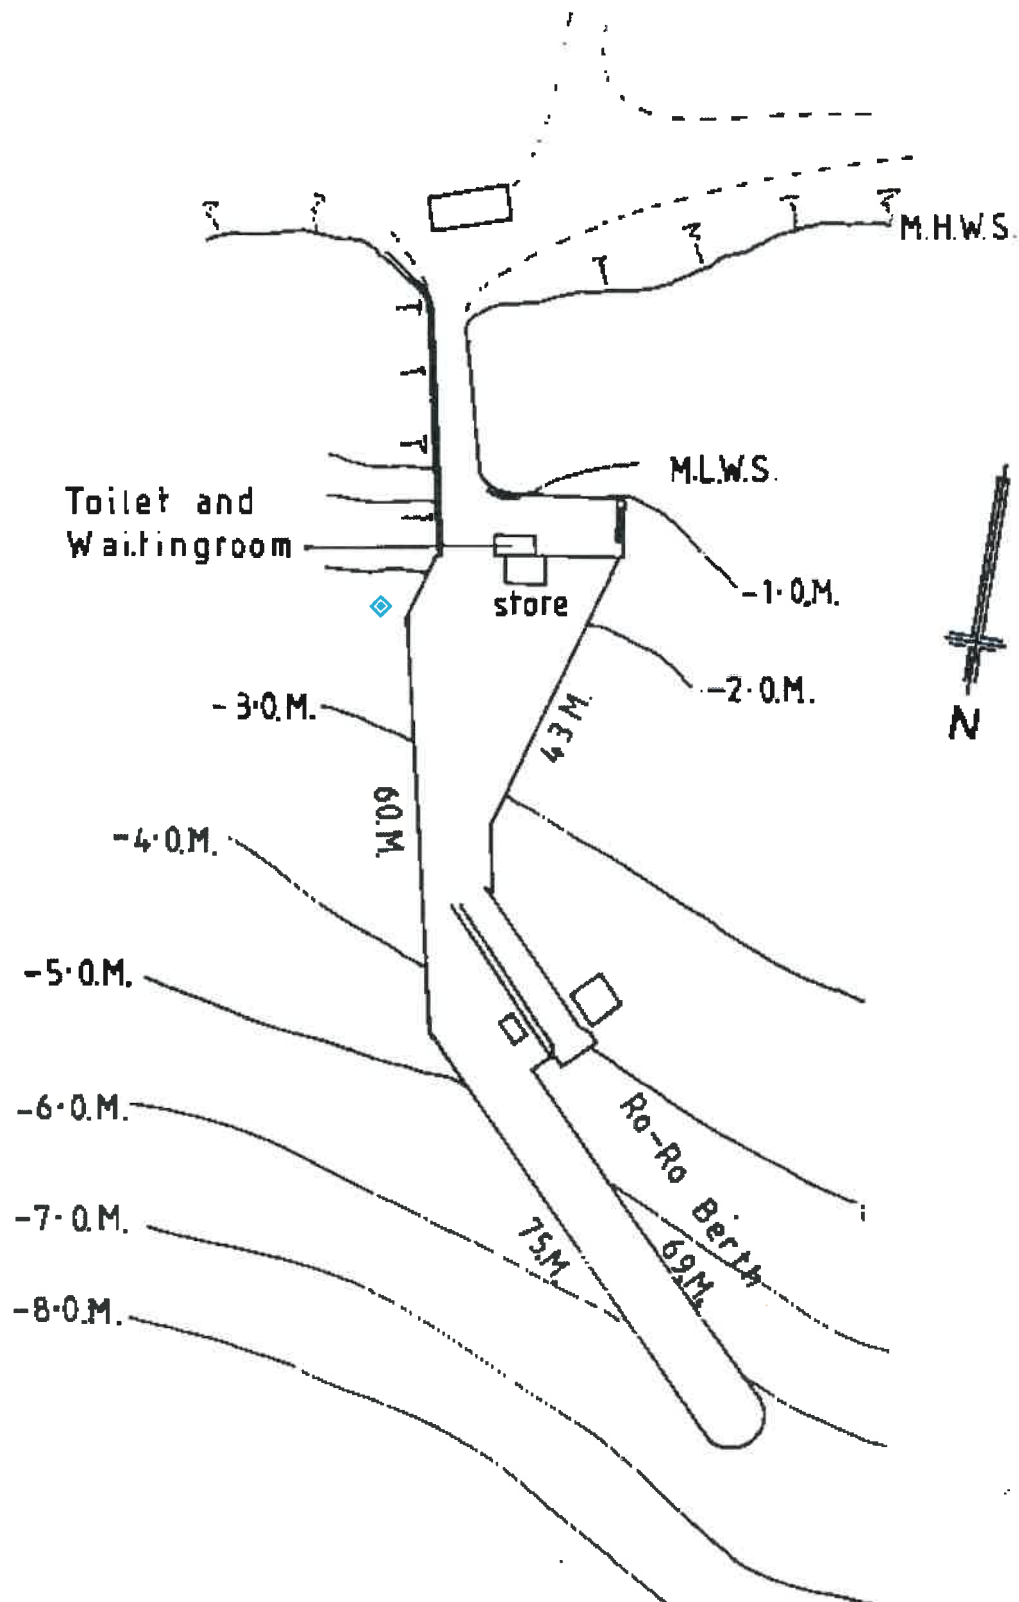 M.H.W.S.
M.L.W.S.
Toilet and
Waitingroom
store
-1·0.M.
-2·0.M.
N
-3·0.M.
43 M.
60.M.
-4·0.M.
-5·0.M.
-6·0.M.
Ro-Ro Berth
-7·0.M.
75.M.
69.M.
-8·0.M.